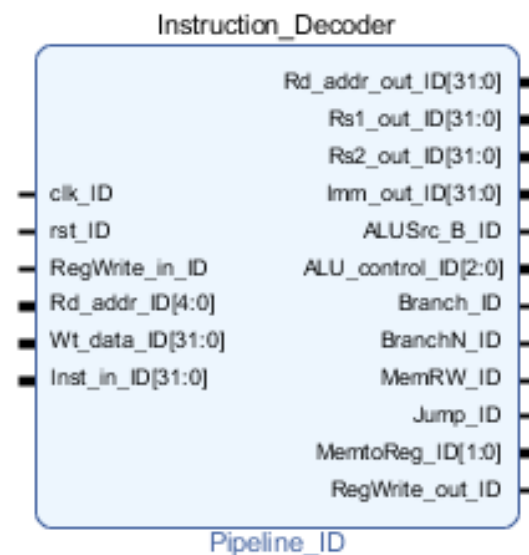 Instruction_Decoder
Rd_addr_out_ID[31:0]
Rs1_out_ID[31:0]
Rs2_out_ID[31:0]
clk_ID
Imm_out_ID[31:0]
rst_ID
ALUSrc_B_ID
RegWrite_in_ID
ALU_control_ID[2:0]
Rd_addr_ID[4:0]
Branch_ID
Wt_data_ID[31:0]
BranchN_ID
Inst_in_ID[31:0]
MemRW_ID
Jump_ID
MemtoReg_ID[1:0]
RegWrite_out_ID
Pipeline_ID